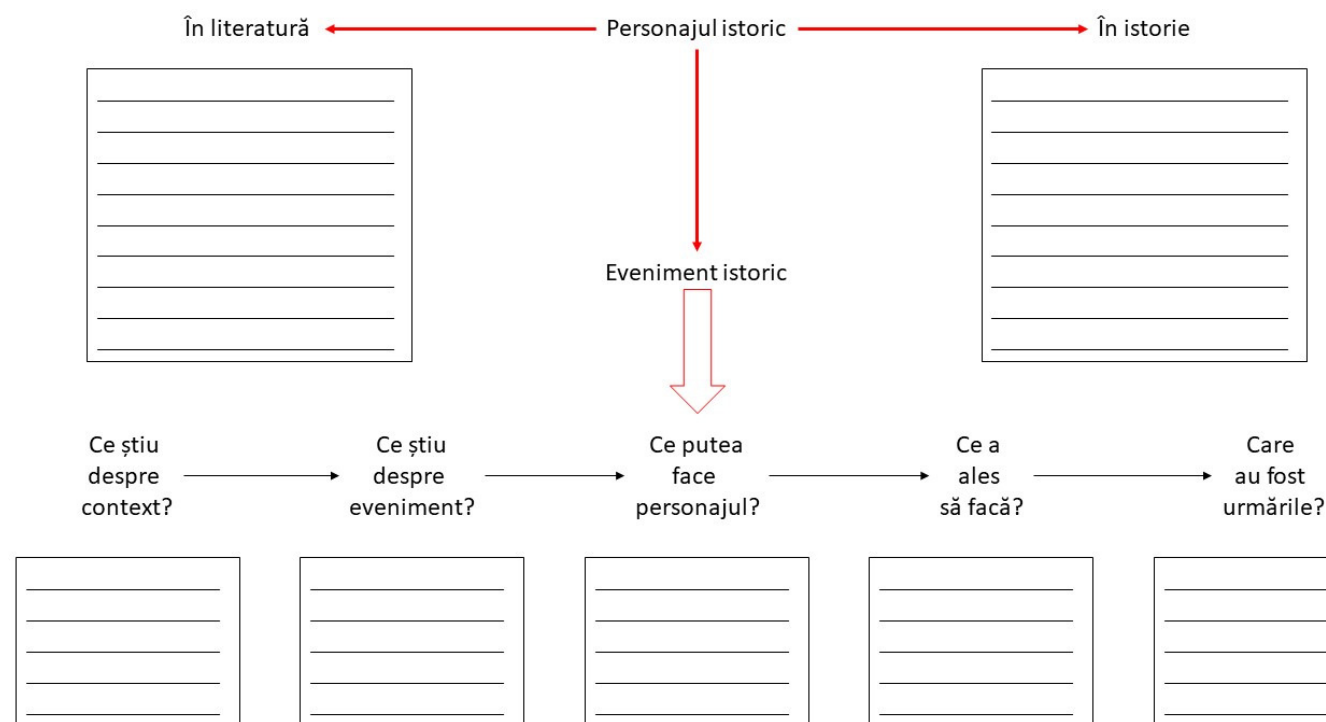 În literatură
Personajul istoric
În istorie
Eveniment istoric
Ce știu
despre
context?
Ce știu
despre
eveniment?
Ce putea
face
personajul?
Ce a
ales
să facă?
Care
au fost
urmările?